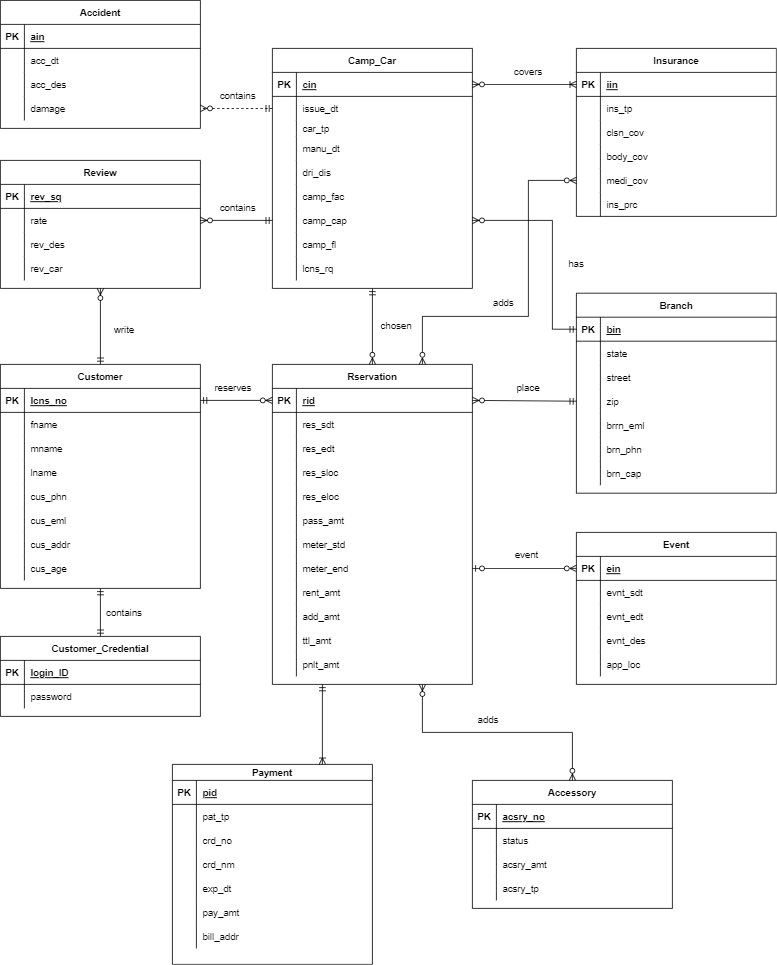 Accident
PK ain
acc_dt
acc_des
damage
contains
Camp_Car
PK cin
issue_dt
car_tp
manu_dt
dri_dis
camp_fac
camp_cap
camp_fl
lcns_rq
covers
Insurance
PK iin
ins_tp
clsn_cov
body_cov
medi_cov
ins_prc
Review
PK rev_sq
rate
rev_des
rev_car
contains
has
adds
chosen
write
Branch
PK bin
state
street
zip
brrn_eml
brn_phn
brn_cap
Customer
PK lcns_no
fname
mname
lname
cus_phn
cus_eml
cus_addr
cus_age
reserves
Rservation
PK rid
res_sdt
res_edt
res_sloc
res_eloc
pass_amt
meter_std
meter_end
rent_amt
add_amt
ttl_amt
pnlt_amt
place
event
Event
PK ein
evnt_sdt
evnt_edt
evnt_des
app_loc
contains
Customer_Credential
PK login_ID
password
adds
Payment
PK pid
pat_tp
crd_no
crd_nm
exp_dt
pay_amt
bill_addr
Accessory
PK acsry_no
status
acsry_amt
acsry_tp